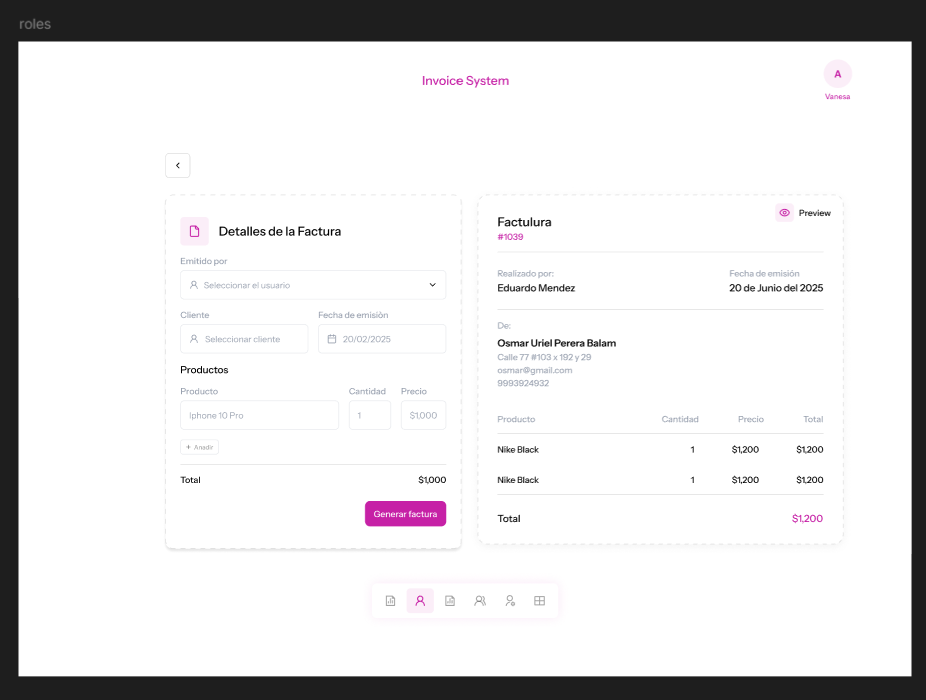 roles
Invoice System
A
Vanesa
Detalles de la Factura
Emitido por
Seleccionar el usuario
Cliente
Fecha de emisión
Seleccionar cliente
20/02/2025
Productos
Producto
Cantidad
Precio
iphone 10 Pro
1
$1,000
+ Anadir
Total
$1,000
Generar factura
Preview
Factulura
#1039
Realizado por:
Fecha de emisión
Eduardo Mendez
20 de Junio del 2025
De:
Osmar Uriel Perera Balam
Calle 77 #103 x 192 y 29
osmar@gmail.com
9993924932
Producto Cantidad Precio Total
Nike Black 1 $1,200 $1,200
Nike Black 1 $1,200 $1,200
Total $1,200